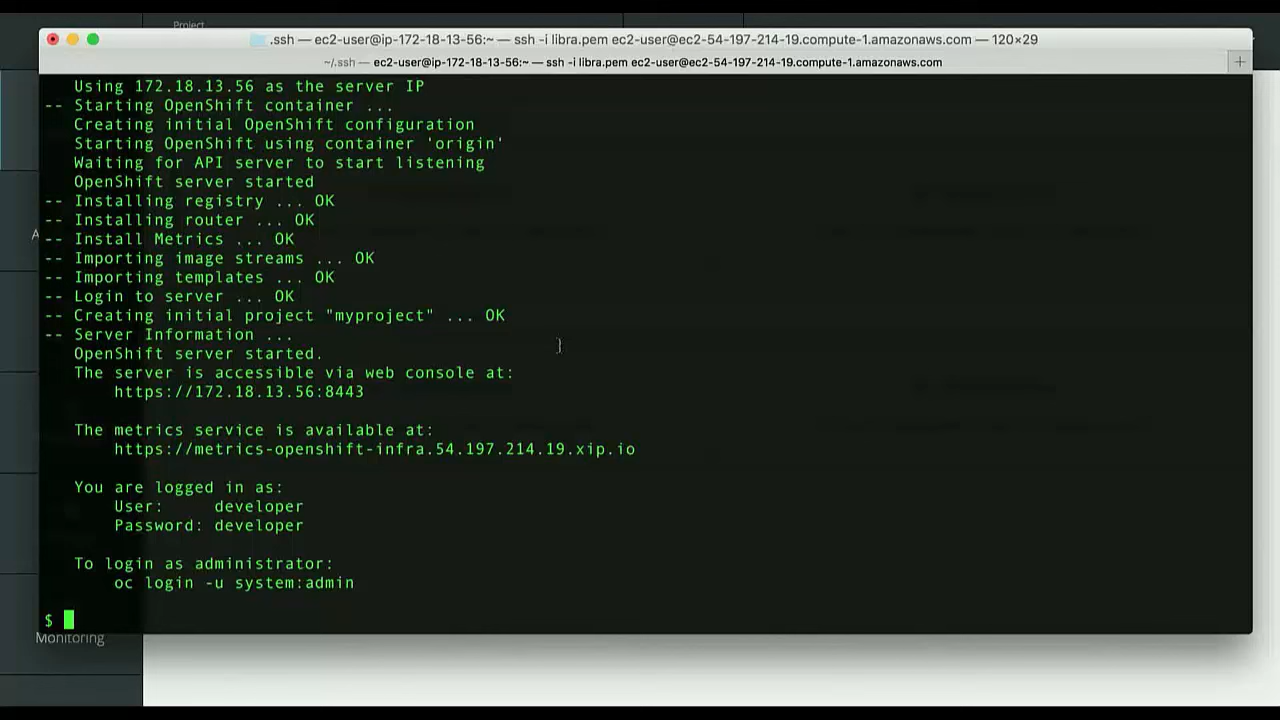 Project
.ssh — ec2-user@ip-172-18-13-56:~ — ssh -i libra.pem ec2-user@ec2-54-197-214-19.compute-1.amazonaws.com — 120×29
~/.ssh — ec2-user@ip-172-18-13-56:~ — ssh -i libra.pem ec2-user@ec2-54-197-214-19.compute-1.amazonaws.com
Using 172.18.13.56 as the server IP
-- Starting OpenShift container ...
Creating initial OpenShift configuration
Starting OpenShift using container 'origin'
Waiting for API server to start listening
OpenShift server started
-- Installing registry ... OK
-- Installing router ... OK
-- Install Metrics ... OK
-- Importing image streams ... OK
-- Importing templates ... OK
-- Login to server ... OK
-- Creating initial project "myproject" ... OK
-- Server Information ...
OpenShift server started.
The server is accessible via web console at:
https://172.18.13.56:8443
The metrics service is available at:
https://metrics-openshift-infra.54.197.214.19.xip.io
You are logged in as:
User: developer
Password: developer
To login as administrator:
oc login -u system:admin
$
Monitoring